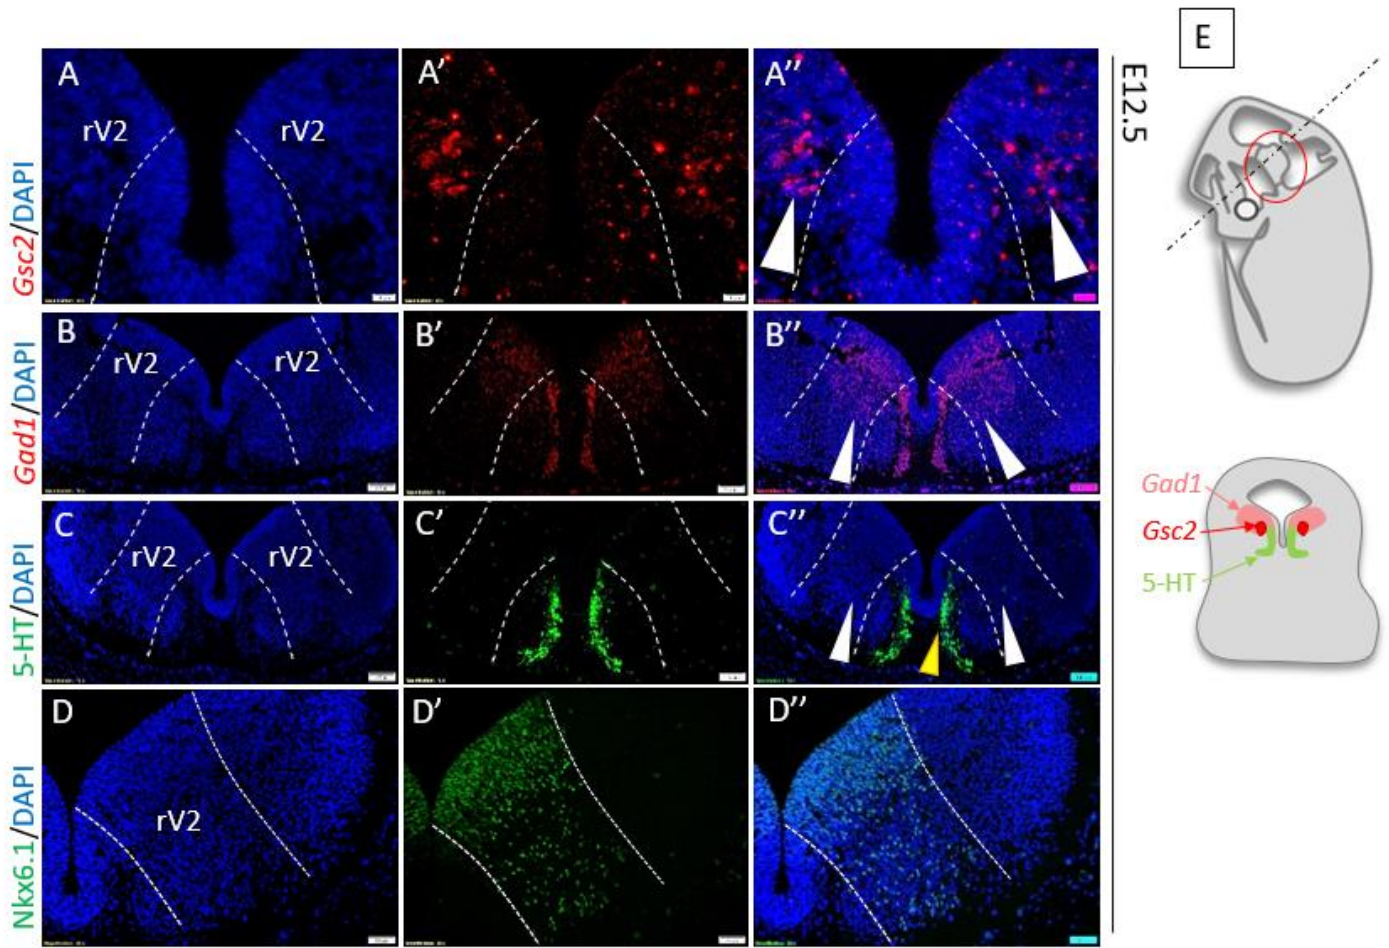 A
A'
A''
E
rV2
rV2
Gsc2/DAPI
E12.5
B
B'
B''
rV2
rV2
Gad1/DAPI
C
C'
C''
rV2
rV2
5-HT/DAPI
Gad1
Gsc2
5-HT
D
D'
D''
rV2
Nkx6.1/DAPI